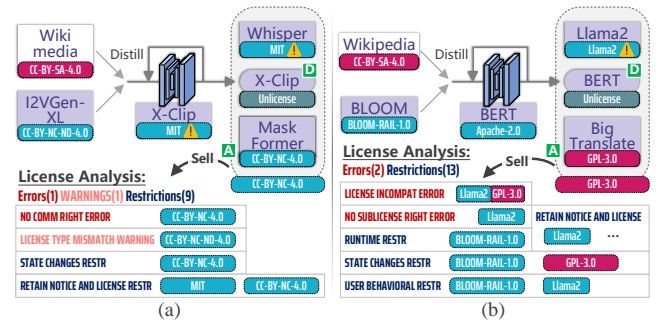 Wiki
media
CC-BY-SA-4.0
I2VGen-
XL
CC-BY-NC-ND-4.0
Distill
X-Clip
MIT
Whisper
MIT
D
X-Clip
Unlicense
Mask
Former
CC-BY-NC-4.0
A
CC-BY-NC-4.0
Sell
License Analysis:
Errors(1) WARNINGS(1) Restrictions(9)
NO COMM RIGHT ERROR CC-BY-NC-4.0
LICENSE TYPE MISMATCH WARNING CC-BY-NC-ND-4.0
STATE CHANGES RESTR CC-BY-NC-4.0
RETAIN NOTICE AND LICENSE RESTR MIT CC-BY-NC-4.0
(a)
Wikipedia
CC-BY-SA-4.0
BLOOM
BLOOM-RAIL-1.0
Distill
BERT
Apache-2.0
Llama2
Llama2
D
BERT
Unlicense
Big
Translate
GPL-3.0
A
GPL-3.0
Sell
License Analysis:
Errors(2) Restrictions(13)
LICENSE INCOMPAT ERROR Llama2 GPL-3.0
NO SUBLICENSE RIGHT ERROR Llama2
RETAIN NOTICE AND LICENSE
RUNTIME RESTR BLOOM-RAIL-1.0 Llama2 ...
STATE CHANGES RESTR BLOOM-RAIL-1.0 GPL-3.0
USER BEHAVIORAL RESTR BLOOM-RAIL-1.0 Llama2
(b)